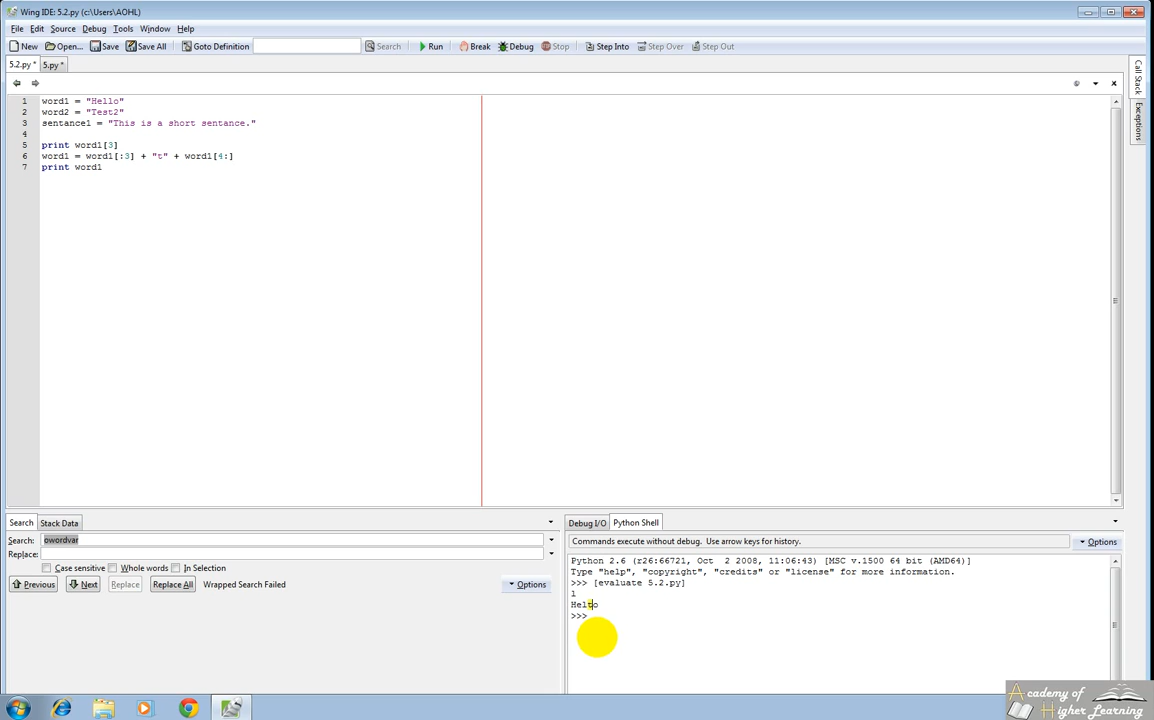 Wing IDE: 5.2.py (c:\Users\AOHL)
File Edit Source Debug Tools Window Help
New Open... Save Save All Goto Definition Search Run Break Debug Stop Step Into Step Over Step Out
5.2.py * 5.py *
Call Stack
Exceptions
1 word1 = "Hello"
2 word2 = "Test2"
3 sentance1 = "This is a short sentance."
4
5 print word1[3]
6 word1 = word1[:3] + "t" + word1[4:]
7 print word1
Search Stack Data
Search: owordvar
Replace:
Case sensitive Whole words In Selection
Previous Next Replace Replace All Wrapped Search Failed Options
Debug I/O Python Shell
Commands execute without debug. Use arrow keys for history. Options
Python 2.6 (r26:66721, Oct 2 2008, 11:06:43) [MSC v.1500 64 bit (AMD64)]
Type "help", "copyright", "credits" or "license" for more information.
>>> [evaluate 5.2.py]
l
Helto
>>>
Academy of
Higher Learning